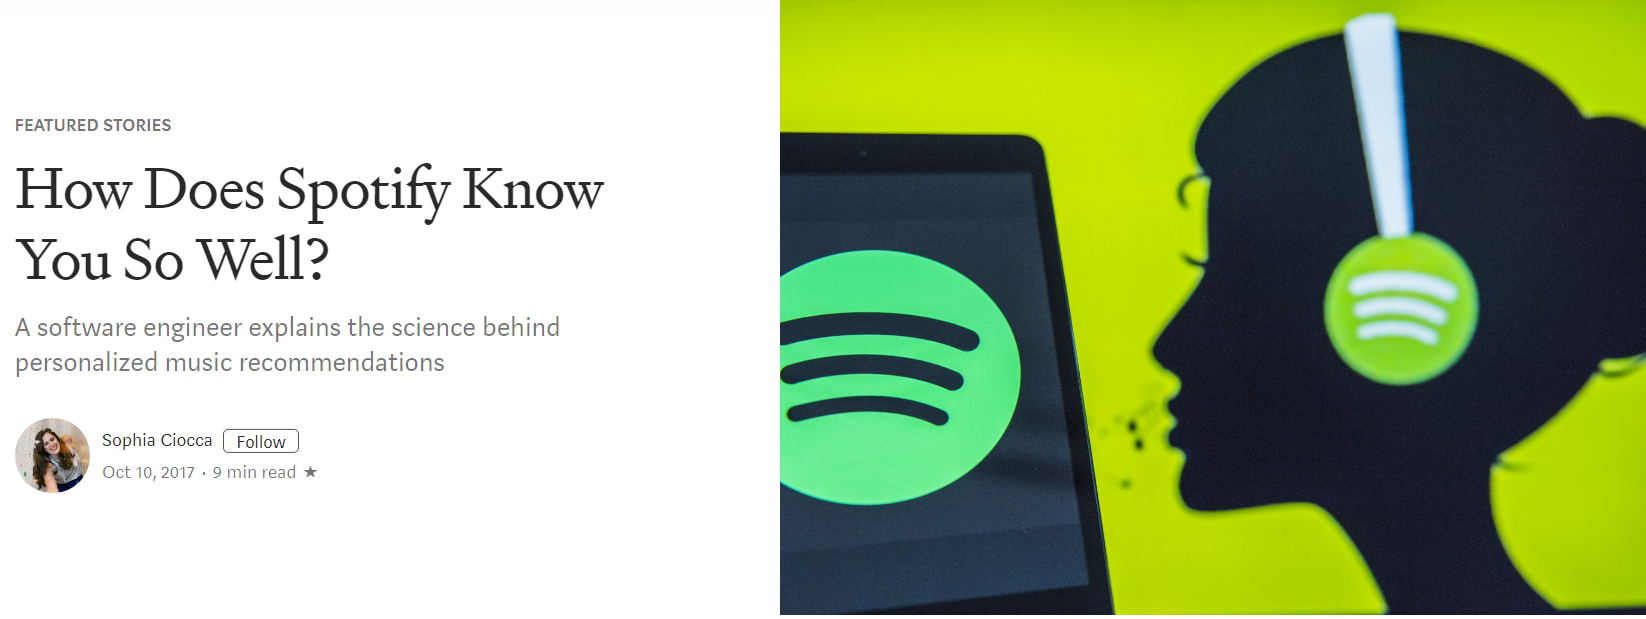 FEATURED STORIES
How Does Spotify Know
You So Well?
A software engineer explains the science behind
personalized music recommendations
Sophia Ciocca Follow
Oct 10, 2017 · 9 min read ★